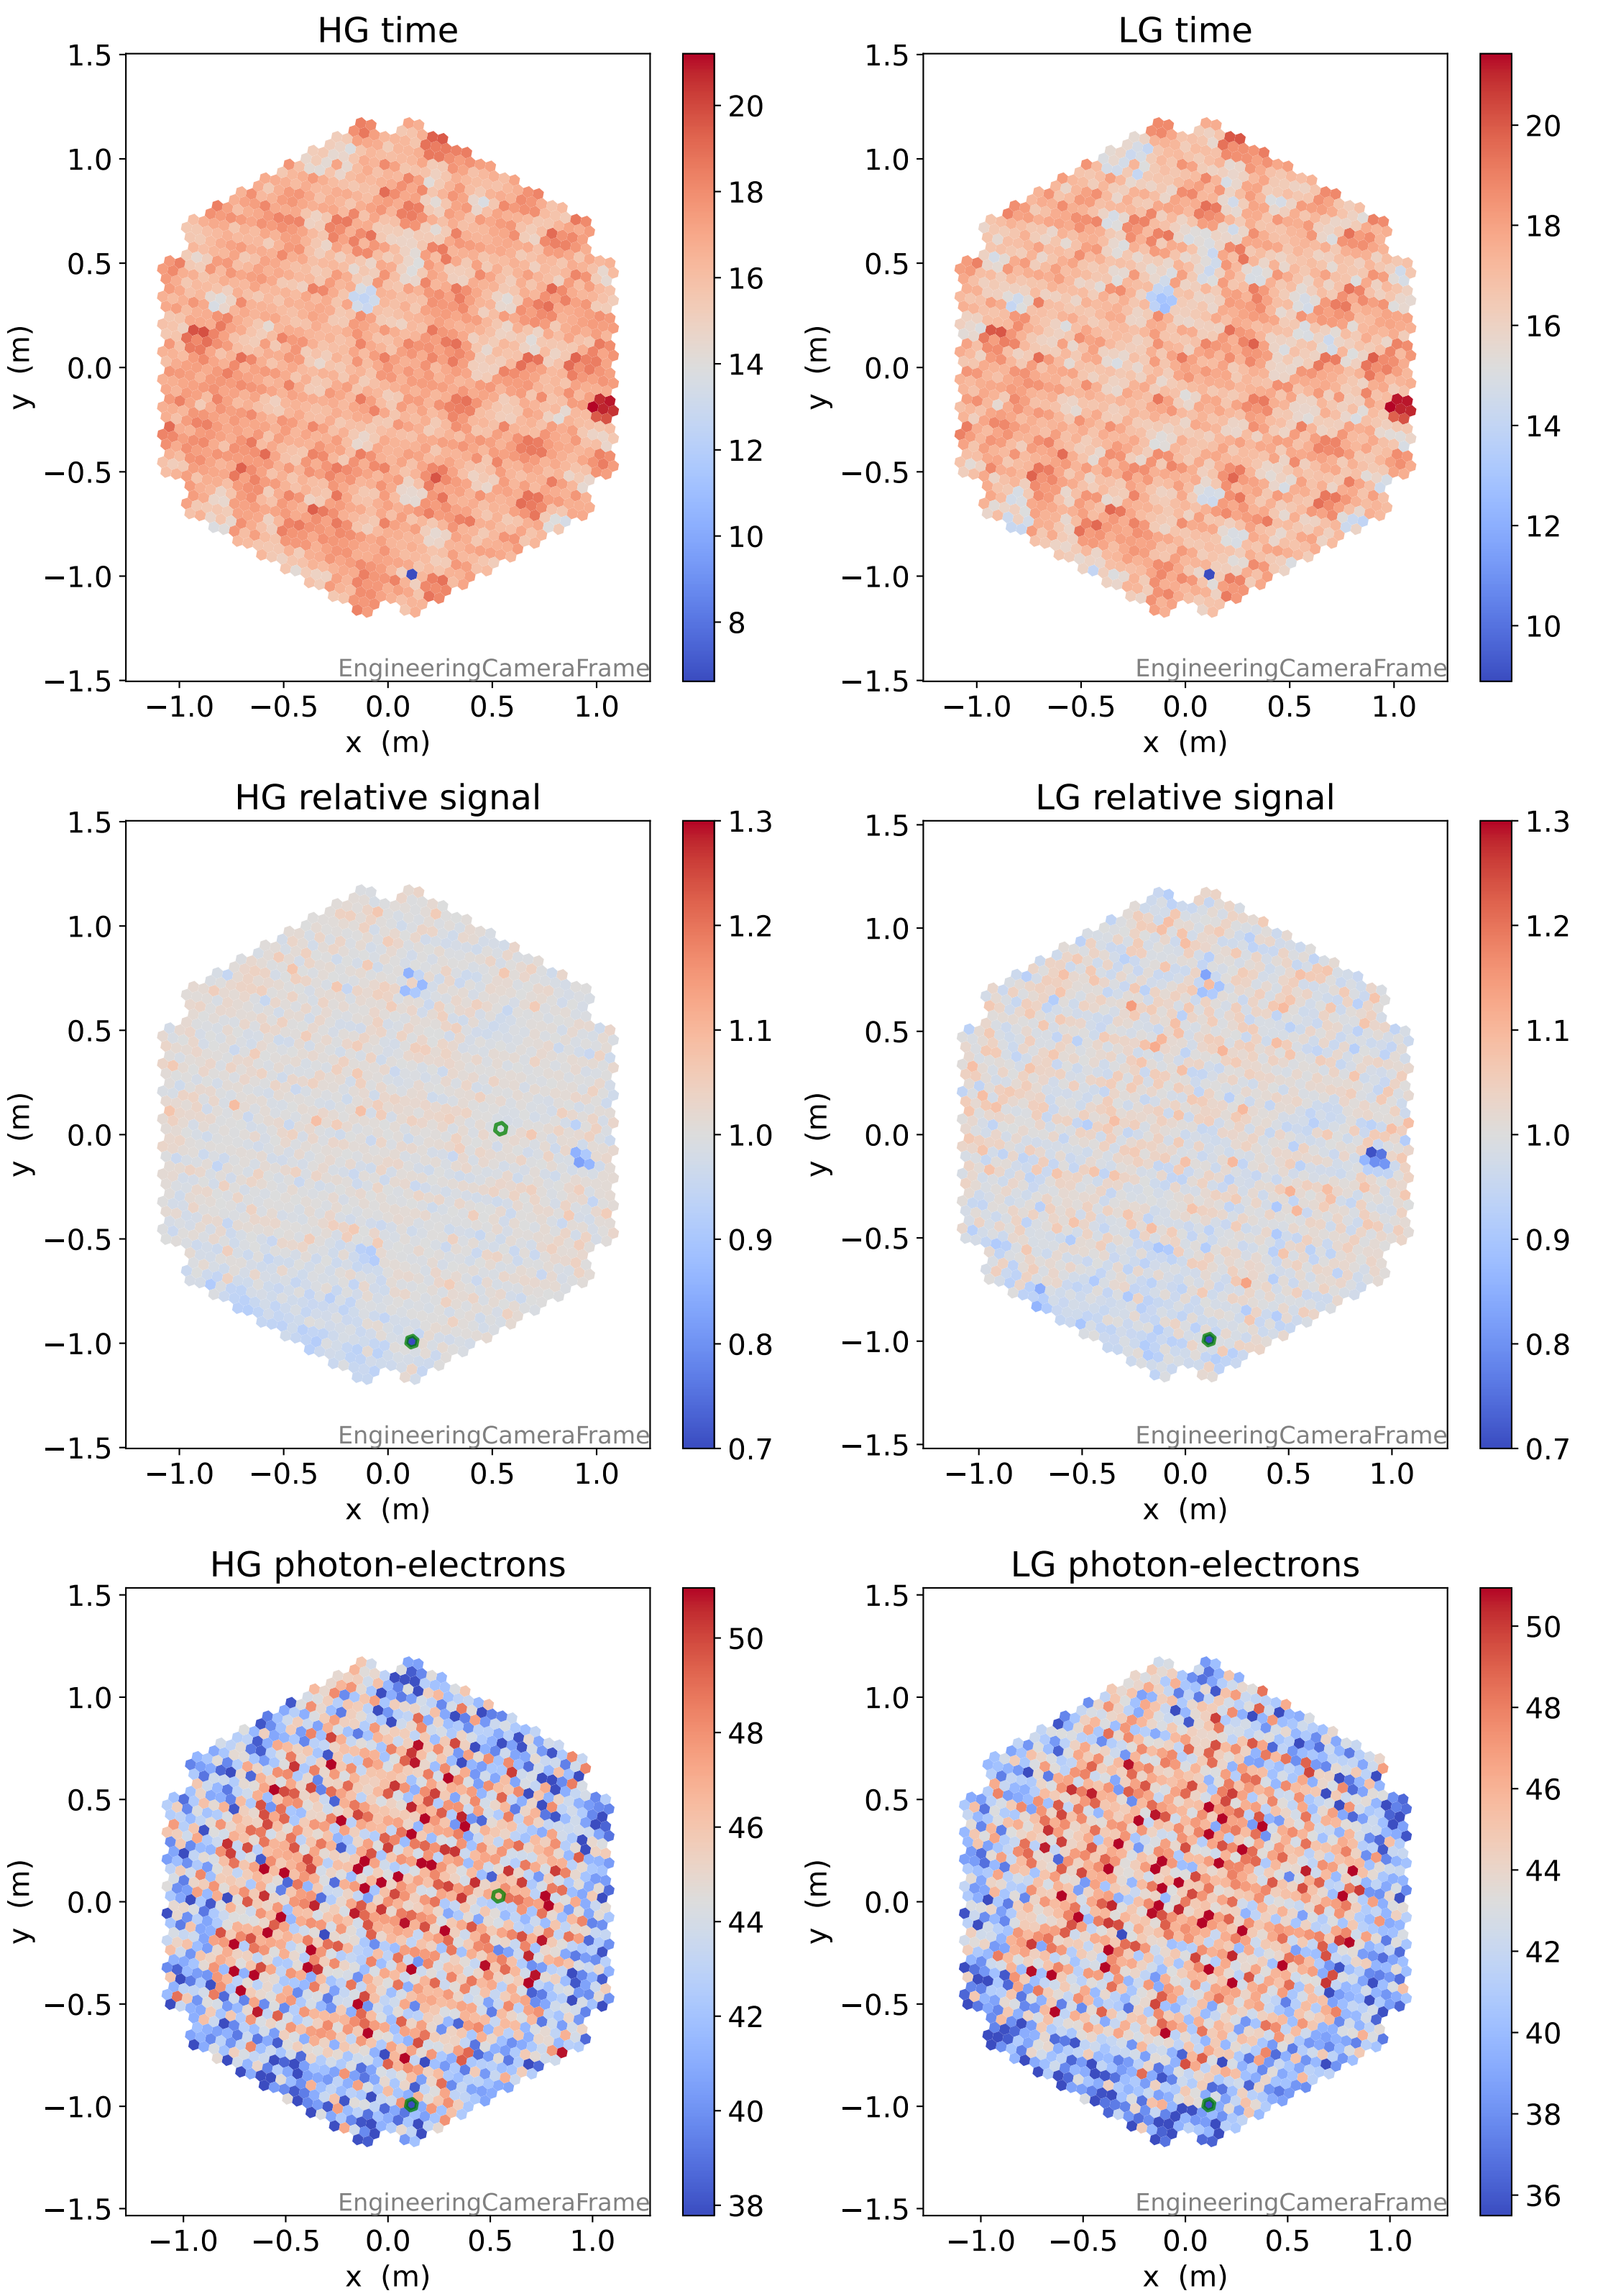 HG time
LG time
1.5
1.0
0.5
0.0
−0.5
−1.0
−1.5
y (m)
−1.0 −0.5 0.0 0.5 1.0
x (m)
EngineeringCameraFrame
20
18
16
14
12
10
8
1.5
1.0
0.5
0.0
−0.5
−1.0
−1.5
y (m)
−1.0 −0.5 0.0 0.5 1.0
x (m)
EngineeringCameraFrame
20
18
16
14
12
10
HG relative signal
LG relative signal
1.5
1.0
0.5
0.0
−0.5
−1.0
−1.5
y (m)
−1.0 −0.5 0.0 0.5 1.0
x (m)
EngineeringCameraFrame
1.3
1.2
1.1
1.0
0.9
0.8
0.7
1.5
1.0
0.5
0.0
−0.5
−1.0
−1.5
y (m)
−1.0 −0.5 0.0 0.5 1.0
x (m)
EngineeringCameraFrame
1.3
1.2
1.1
1.0
0.9
0.8
0.7
HG photon-electrons
LG photon-electrons
1.5
1.0
0.5
0.0
−0.5
−1.0
−1.5
y (m)
−1.0 −0.5 0.0 0.5 1.0
x (m)
EngineeringCameraFrame
50
48
46
44
42
40
38
1.5
1.0
0.5
0.0
−0.5
−1.0
−1.5
y (m)
−1.0 −0.5 0.0 0.5 1.0
x (m)
EngineeringCameraFrame
50
48
46
44
42
40
38
36